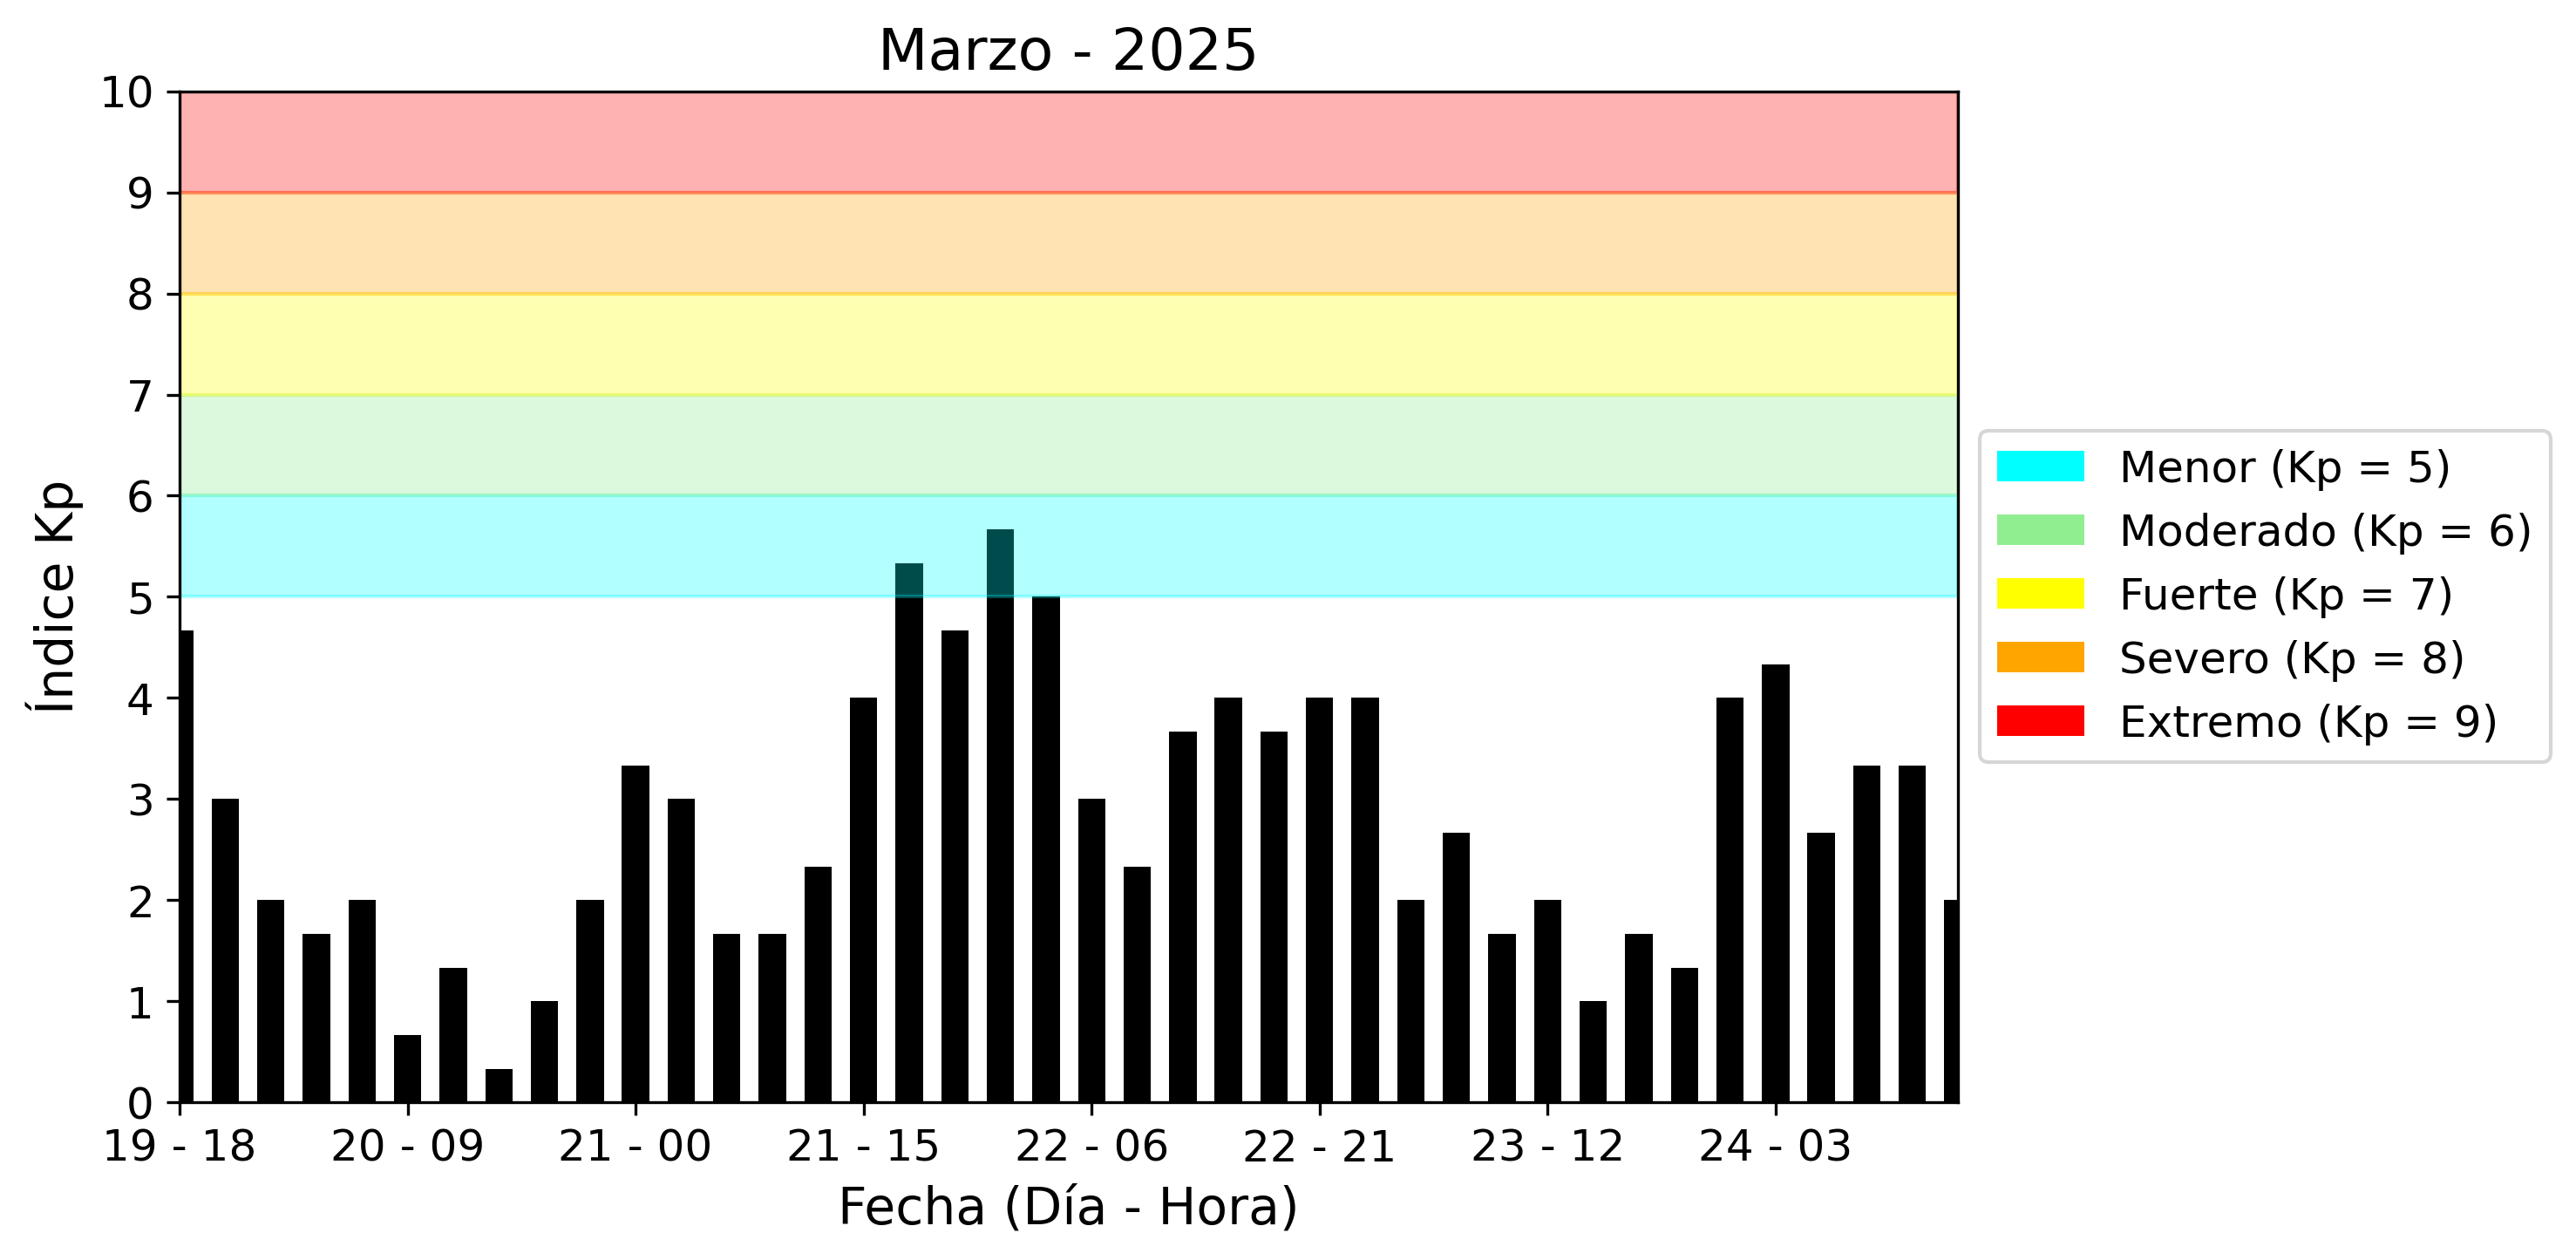 Marzo - 2025
Índice Kp
10
9
8
7
6
5
4
3
2
1
0
19 - 18
20 - 09
21 - 00
21 - 15
22 - 06
22 - 21
23 - 12
24 - 03
Fecha (Día - Hora)
Menor (Kp = 5)
Moderado (Kp = 6)
Fuerte (Kp = 7)
Severo (Kp = 8)
Extremo (Kp = 9)